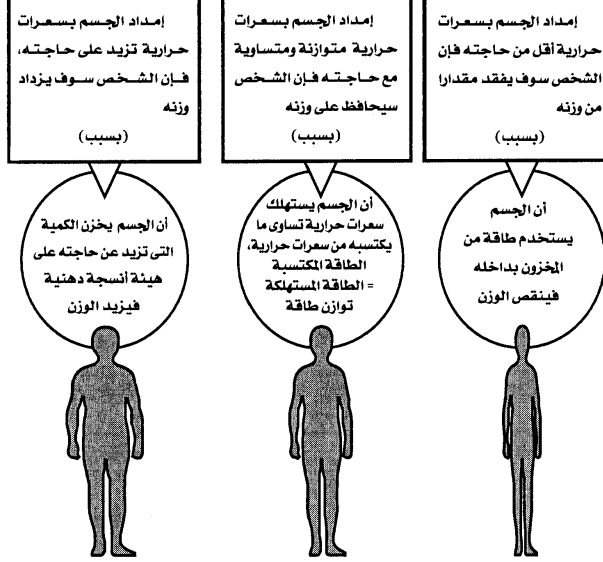 إمداد الجسم بسعرات
حرارية أقل من حاجته فإن
الشخص سوف يفقد مقدارا
من وزنه
(بسبب)
أن الجسم
يستخدم طاقة من
المخزون بداخله
فينقص الوزن
إمداد الجسم بسعرات
حرارية متوازنة ومتساوية
مع حاجته فإن الشخص
سيحافظ على وزنه
(بسبب)
أن الجسم يستهلك
سعرات حرارية تساوى ما
يكتسبه من سعرات حرارية،
الطاقة المكتسبة
= الطاقة المستهلكة
توازن طاقة
إمداد الجسم بسعرات
حرارية تزيد على حاجته،
فإن الشخص سوف يزداد
وزنه
(بسبب)
أن الجسم يخزن الكمية
التى تزيد عن حاجته على
هيئة أنسجة دهنية
فيزيد الوزن